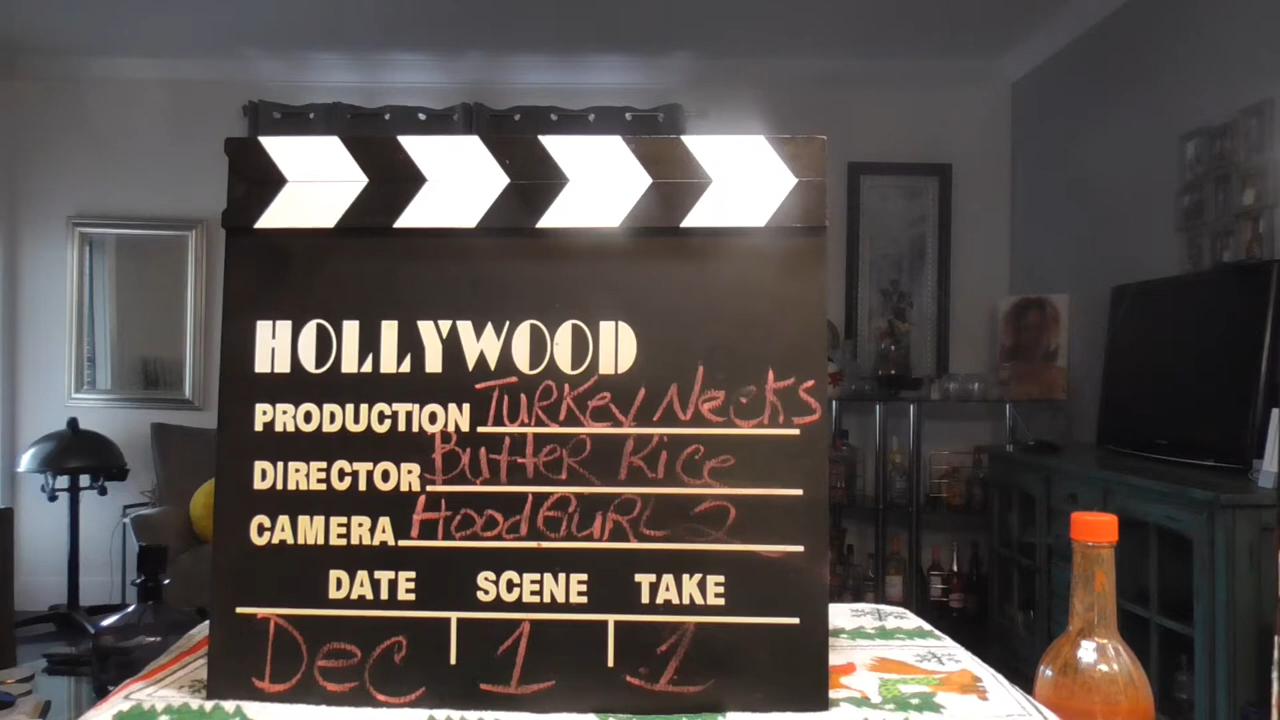 HOLLYWOOD
PRODUCTION Turkey Necks
DIRECTOR Butter Rice
CAMERA HoodGuRL 2
DATE SCENE TAKE
Dec 1 1